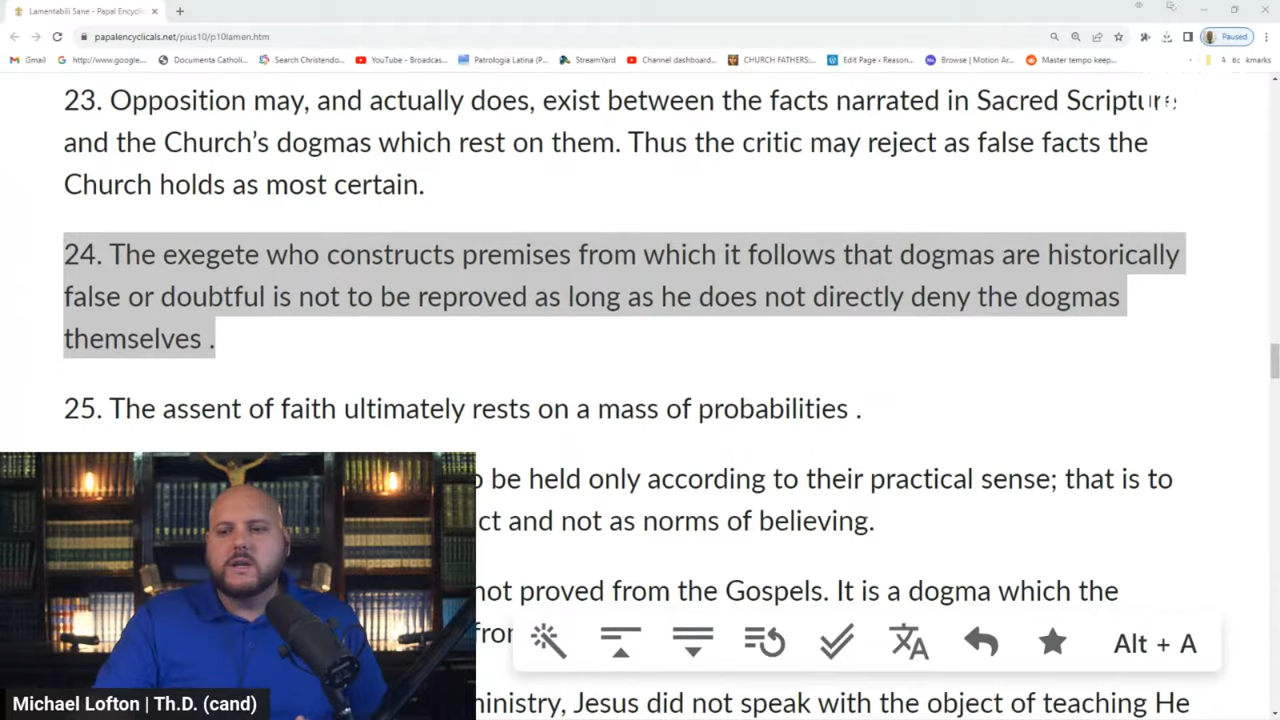 Lamentabili Sane - Papal Encycli
papalencyclicals.net/pius10/p10lamen.htm
Paused
Gmail
http://www.google....
Documenta Catholi...
Search Christendo...
YouTube - Broadcas...
Patrologia Latina (P...
StreamYard
Channel dashboard...
CHURCH FATHERS:...
Edit Page ‹ Reason...
Browse | Motion Ar...
Master tempo keep...
kmarks
23. Opposition may, and actually does, exist between the facts narrated in Sacred Scripture
and the Church’s dogmas which rest on them. Thus the critic may reject as false facts the
Church holds as most certain.
24. The exegete who constructs premises from which it follows that dogmas are historically
false or doubtful is not to be reproved as long as he does not directly deny the dogmas
themselves .
25. The assent of faith ultimately rests on a mass of probabilities .
o be held only according to their practical sense; that is to
ct and not as norms of believing.
not proved from the Gospels. It is a dogma which the
from
Alt + A
ministry, Jesus did not speak with the object of teaching He
Michael Lofton | Th.D. (cand)